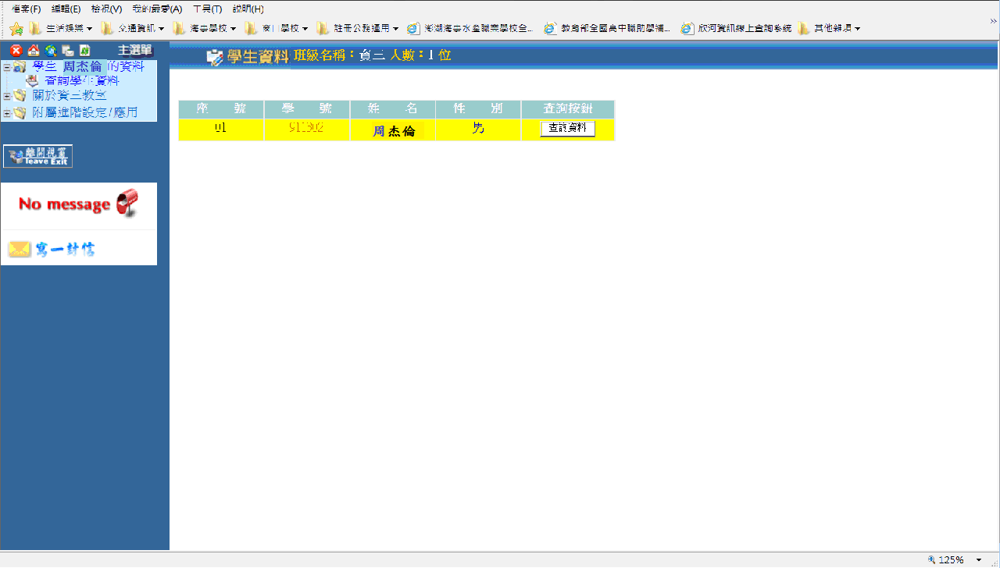 檔案(F) 編輯(E) 檢視(V) 我的最愛(A) 工具(T) 說明(H)
生活娛樂 交通資訊 海事學校 夜口學校 註冊公務通用 澎湖海事水產職業學校全... 教育部全國高中職助學補... 欣河資訊線上查詢系統 其他雜項
主選單
學生 周杰倫 的資料
查詢學生資料
關於資三教室
附屬進階設定/應用
離開視窗
leave Exit
No message
寫一封信
學生資料 班級名稱：資三 人數：1 位
座 號 學 號 姓 名 性 別 查詢按鈕
01 911302 周杰倫 男 查詢資料
125%